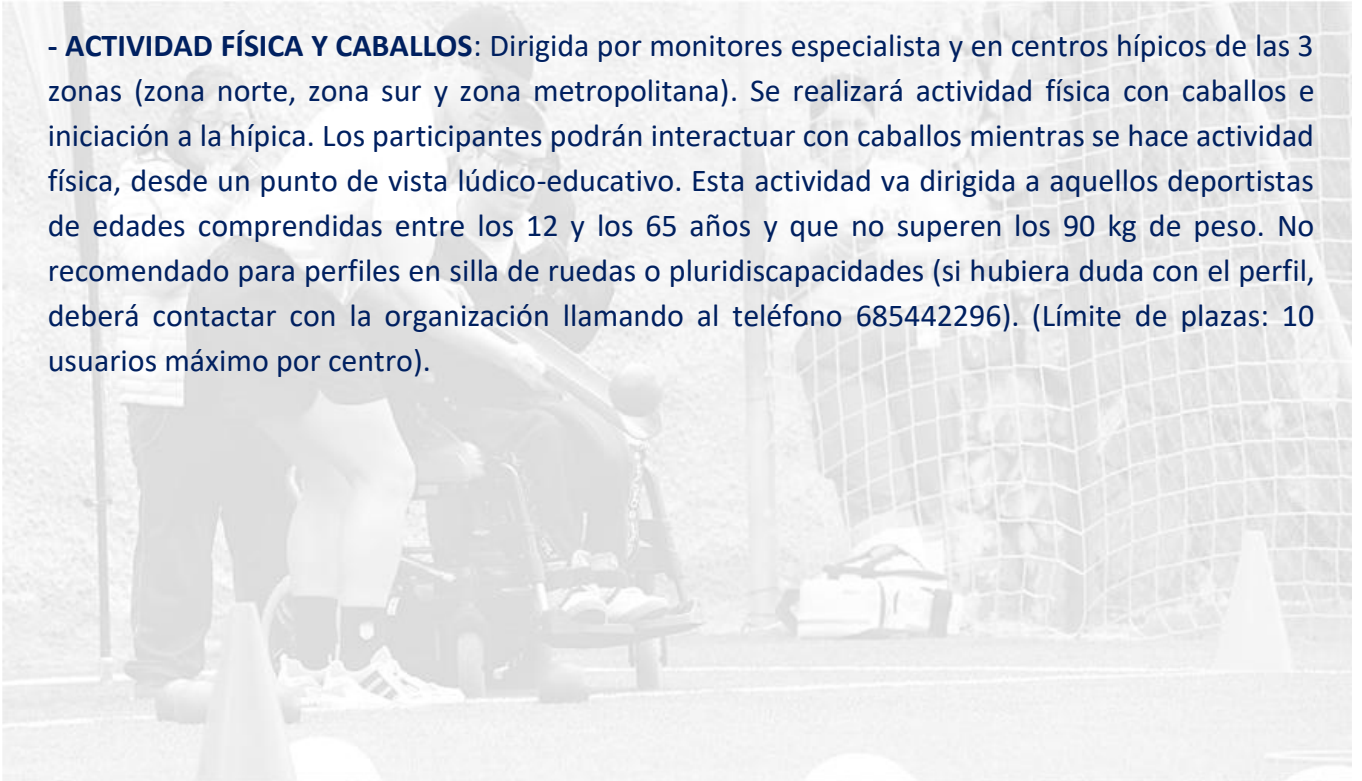 - ACTIVIDAD FÍSICA Y CABALLOS: Dirigida por monitores especialista y en centros hípicos de las 3
zonas (zona norte, zona sur y zona metropolitana). Se realizará actividad física con caballos e
iniciación a la hípica. Los participantes podrán interactuar con caballos mientras se hace actividad
física, desde un punto de vista lúdico-educativo. Esta actividad va dirigida a aquellos deportistas
de edades comprendidas entre los 12 y los 65 años y que no superen los 90 kg de peso. No
recomendado para perfiles en silla de ruedas o pluridiscapacidades (si hubiera duda con el perfil,
deberá contactar con la organización llamando al teléfono 685442296). (Límite de plazas: 10
usuarios máximo por centro).